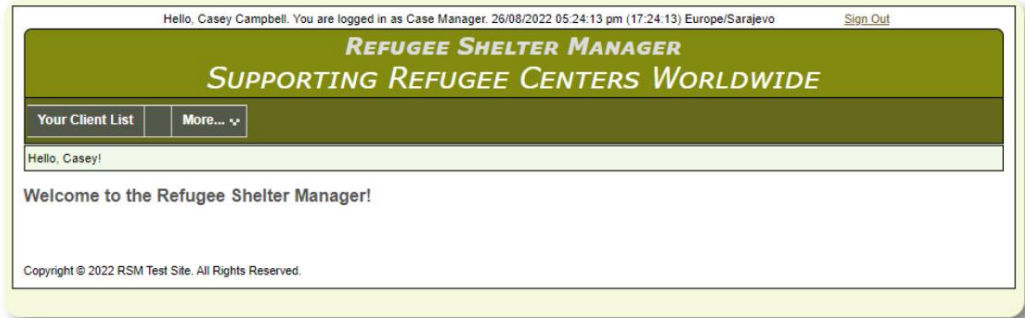 Hello, Casey Campbell. You are logged in as Case Manager. 26/08/2022 05:24:13 pm (17:24:13) Europe/Sarajevo Sign Out
REFUGEE SHELTER MANAGER
SUPPORTING REFUGEE CENTERS WORLDWIDE
Your Client List More...
Hello, Casey!
Welcome to the Refugee Shelter Manager!
Copyright © 2022 RSM Test Site. All Rights Reserved.